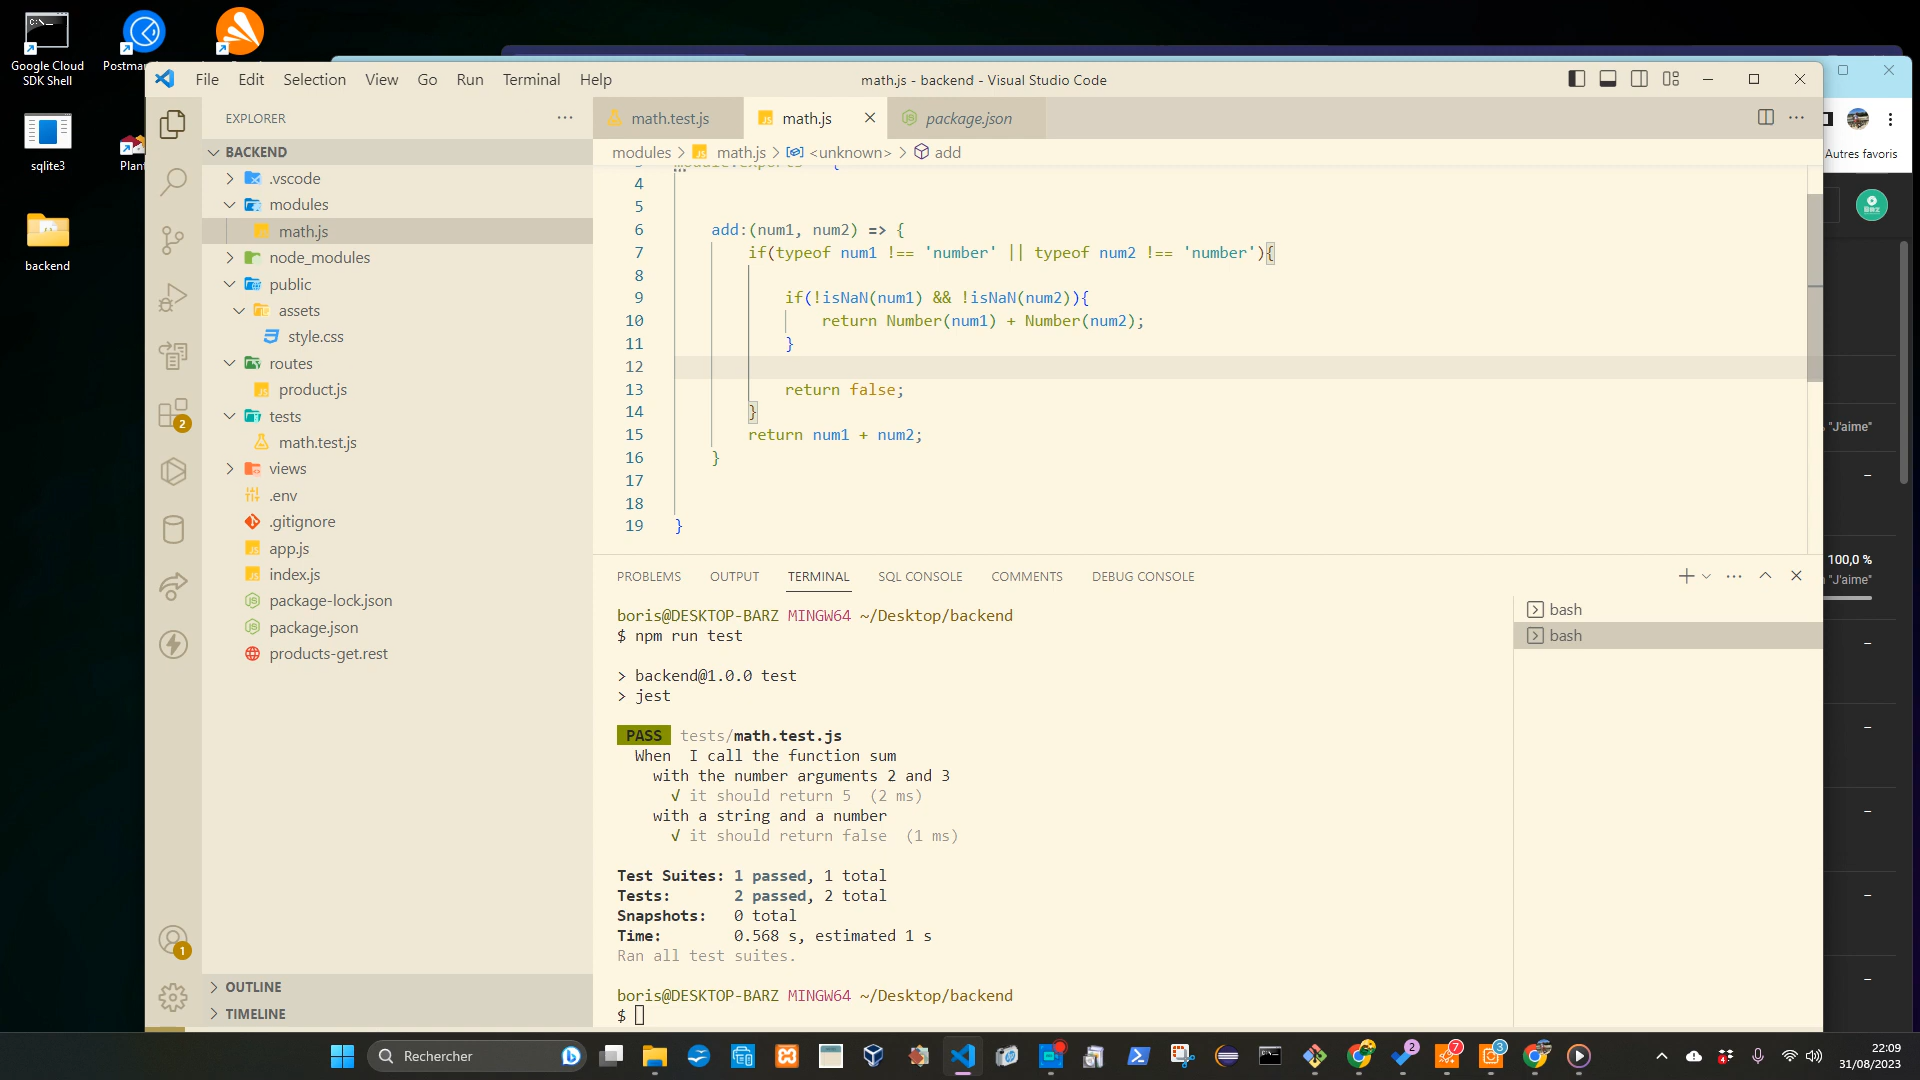 Google Cloud
SDK Shell
Postman
sqlite3
Plant
backend
File Edit Selection View Go Run Terminal Help
math.js - backend - Visual Studio Code
EXPLORER
BACKEND
.vscode
modules
math.js
node_modules
public
assets
style.css
routes
product.js
tests
math.test.js
views
.env
.gitignore
app.js
index.js
package-lock.json
package.json
products-get.rest
OUTLINE
TIMELINE
2
1
math.test.js
math.js
package.json
modules > math.js > <unknown> > add
4
5
6 add:(num1, num2) => {
7 if(typeof num1 !== 'number' || typeof num2 !== 'number'){
8
9 if(!isNaN(num1) && !isNaN(num2)){
10 return Number(num1) + Number(num2);
11 }
12
13 return false;
14 }
15 return num1 + num2;
16 }
17
18
19 }
PROBLEMS OUTPUT TERMINAL SQL CONSOLE COMMENTS DEBUG CONSOLE
boris@DESKTOP-BARZ MINGW64 ~/Desktop/backend
$ npm run test
> backend@1.0.0 test
> jest
PASS tests/math.test.js
When  I call the function sum
with the number arguments 2 and 3
√ it should return 5  (2 ms)
with a string and a number
√ it should return false  (1 ms)
Test Suites: 1 passed, 1 total
Tests:       2 passed, 2 total
Snapshots:   0 total
Time:        0.568 s, estimated 1 s
Ran all test suites.
boris@DESKTOP-BARZ MINGW64 ~/Desktop/backend
$
bash
bash
Autres favoris
"J'aime"
100,0 %
"J'aime"
Rechercher
2
7
3
22:09
31/08/2023